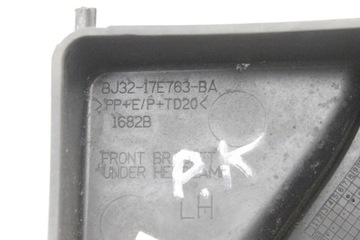 8J32-17E763-BA
>PP+E/P+TD20<
1682B
FRONT
UNDER
P.K
LH